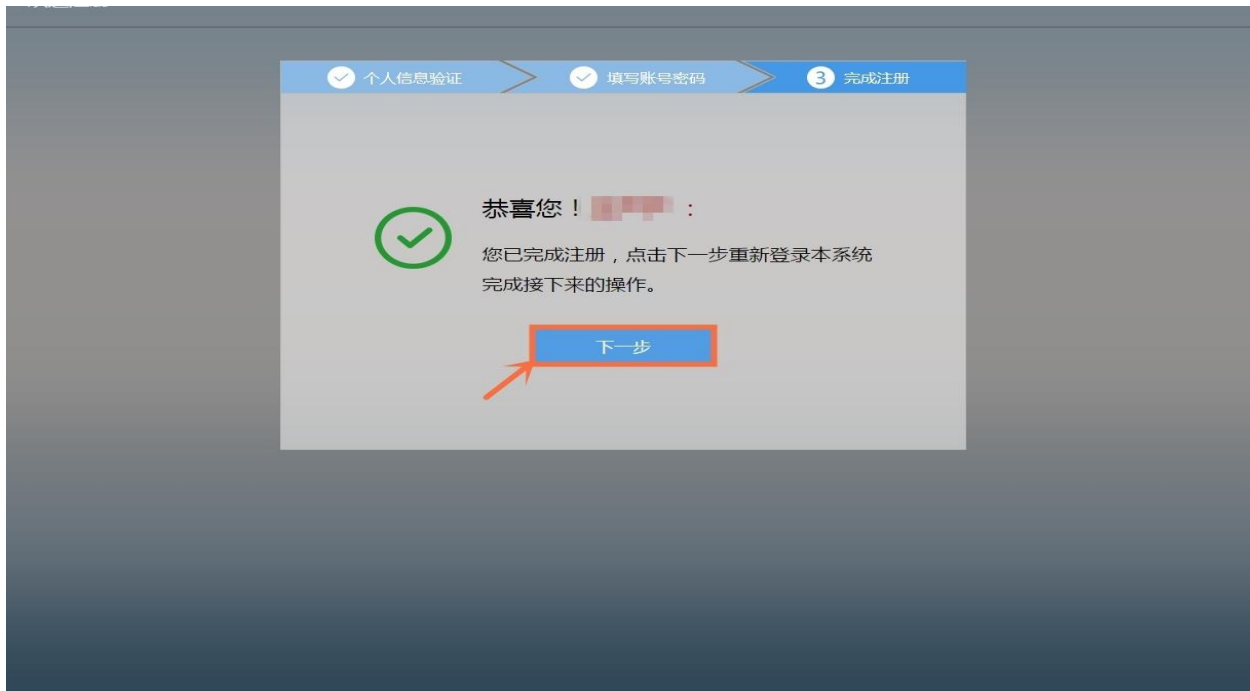 个人信息验证
填写账号密码
3 完成注册
恭喜您！ ：
您已完成注册，点击下一步重新登录本系统
完成接下来的操作。
下一步